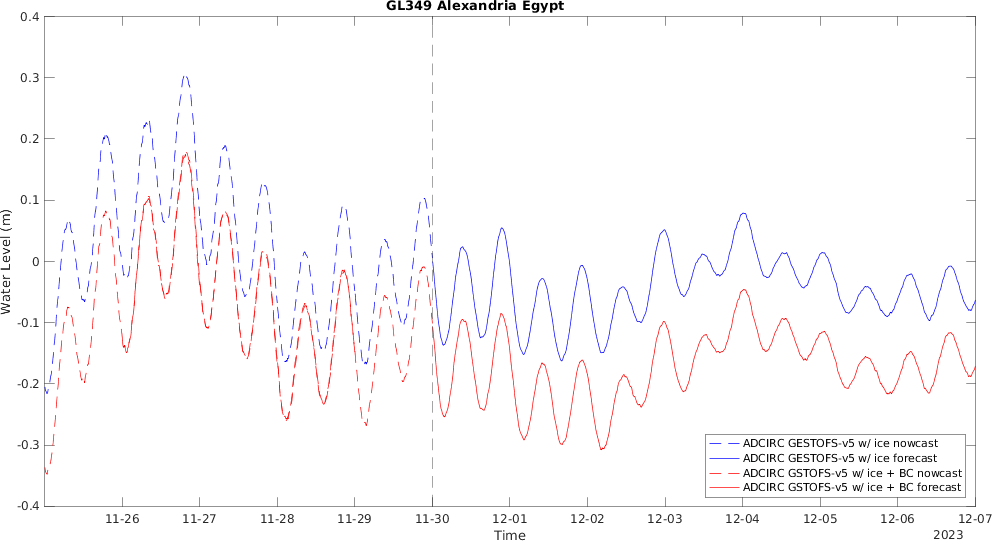 GL349 Alexandria Egypt
Water Level (m)
0.4
0.3
0.2
0.1
0
-0.1
-0.2
-0.3
-0.4
ADCIRC GESTOFS-v5 w/ ice nowcast
ADCIRC GESTOFS-v5 w/ ice forecast
ADCIRC GSTOFS-v5 w/ ice + BC nowcast
ADCIRC GSTOFS-v5 w/ ice + BC forecast
11-26 11-27 11-28 11-29 11-30 12-01 12-02 12-03 12-04 12-05 12-06 12-07
Time
2023